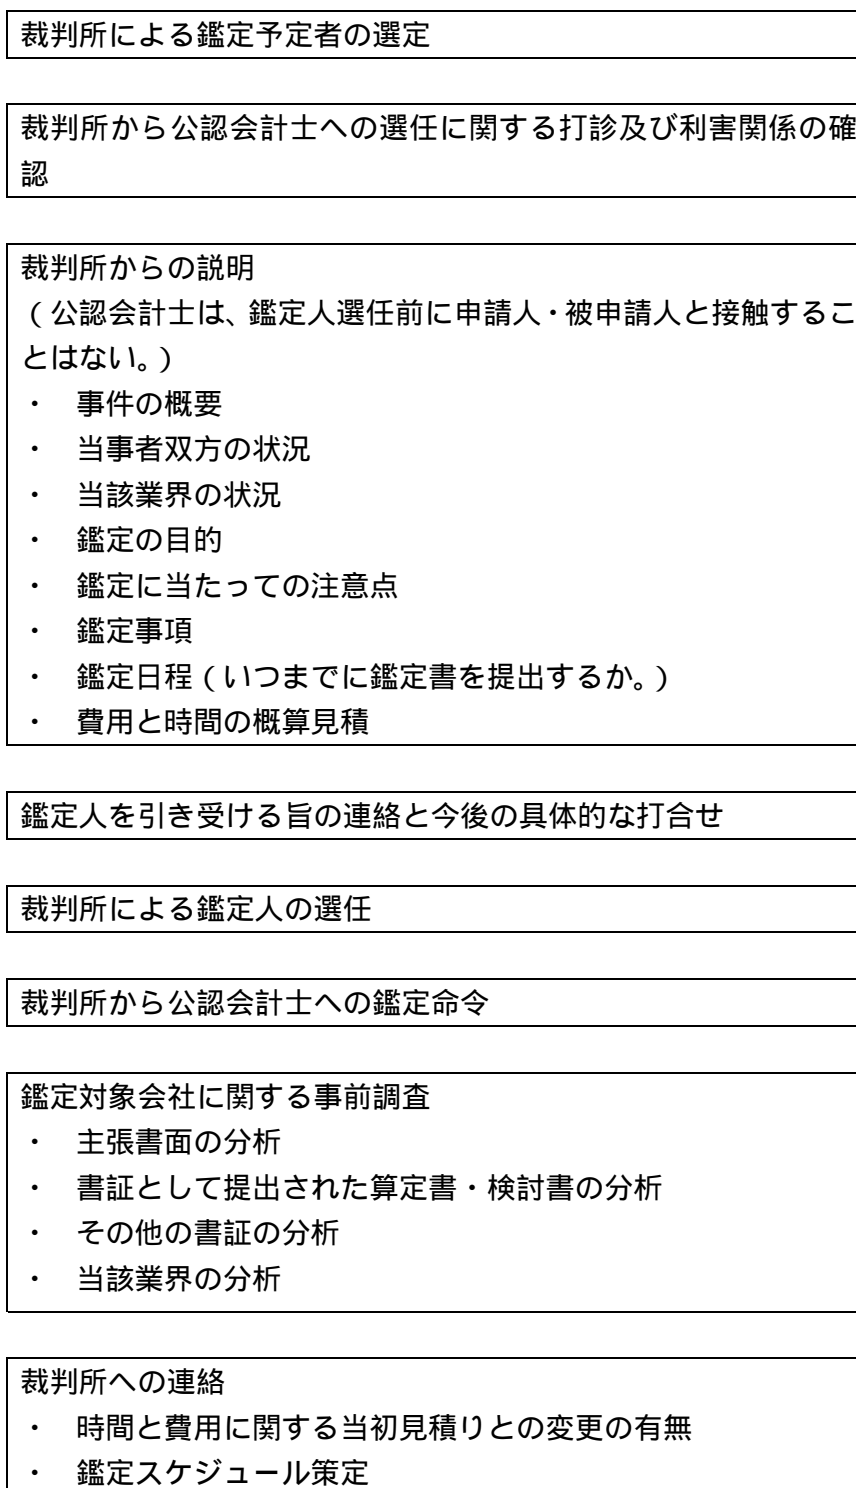 裁判所による鑑定予定者の選定
裁判所から公認会計士への選任に関する打診及び利害関係の確
認
裁判所からの説明
（公認会計士は、鑑定人選任前に申請人・被申請人と接触するこ
とはない。）
・ 事件の概要
・ 当事者双方の状況
・ 当該業界の状況
・ 鑑定の目的
・ 鑑定に当たっての注意点
・ 鑑定事項
・ 鑑定日程（いつまでに鑑定書を提出するか。）
・ 費用と時間の概算見積
鑑定人を引き受ける旨の連絡と今後の具体的な打合せ
裁判所による鑑定人の選任
裁判所から公認会計士への鑑定命令
鑑定対象会社に関する事前調査
・ 主張書面の分析
・ 書証として提出された算定書・検討書の分析
・ その他の書証の分析
・ 当該業界の分析
裁判所への連絡
・ 時間と費用に関する当初見積りとの変更の有無
・ 鑑定スケジュール策定